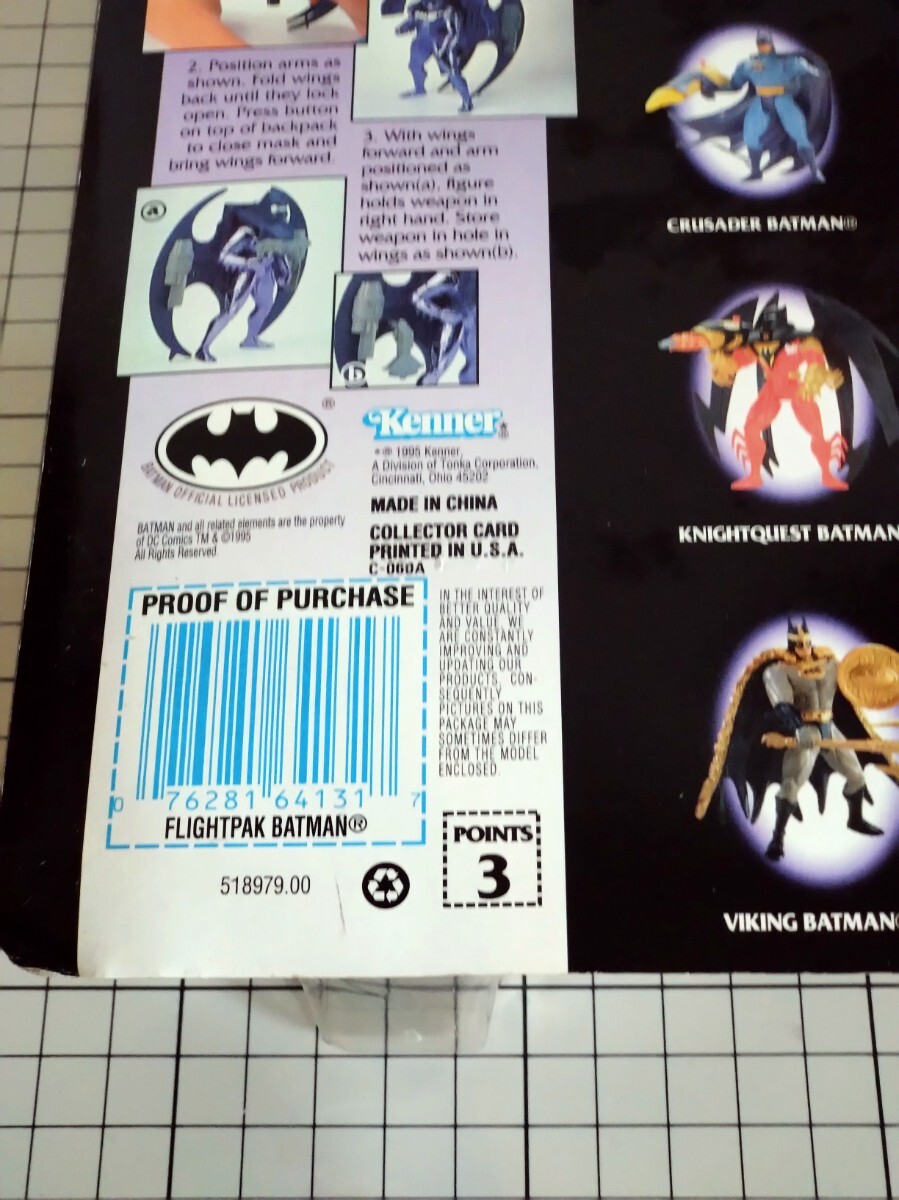 2. Position arms as
shown. Fold wings
back until they lock
open. Press button
on top of backpack
to close mask and
bring wings forward.
3. With wings
forward and arm
positioned as
shown(a), figure
holds weapon in
right hand. Store
weapon in hole in
wings as shown(b).
a
b
®
BATMAN OFFICIAL LICENSED PRODUCT
BATMAN and all related elements are the property
of DC Comics TM & ©1995
All Rights Reserved.
Kenner
*® 1995 Kenner,
A Division of Tonka Corporation,
Cincinnati, Ohio 45202
MADE IN CHINA
COLLECTOR CARD
PRINTED IN U.S.A.
C-060A
PROOF OF PURCHASE
0 76281 64131 7
FLIGHTPAK BATMAN®
518979.00
IN THE INTEREST OF
BETTER QUALITY
AND VALUE, WE
ARE CONSTANTLY
IMPROVING AND
UPDATING OUR
PRODUCTS, CON-
SEQUENTLY
PICTURES ON THIS
PACKAGE MAY
SOMETIMES DIFFER
FROM THE MODEL
ENCLOSED.
POINTS
3
CRUSADER BATMAN®
KNIGHTQUEST BATMAN
VIKING BATMAN